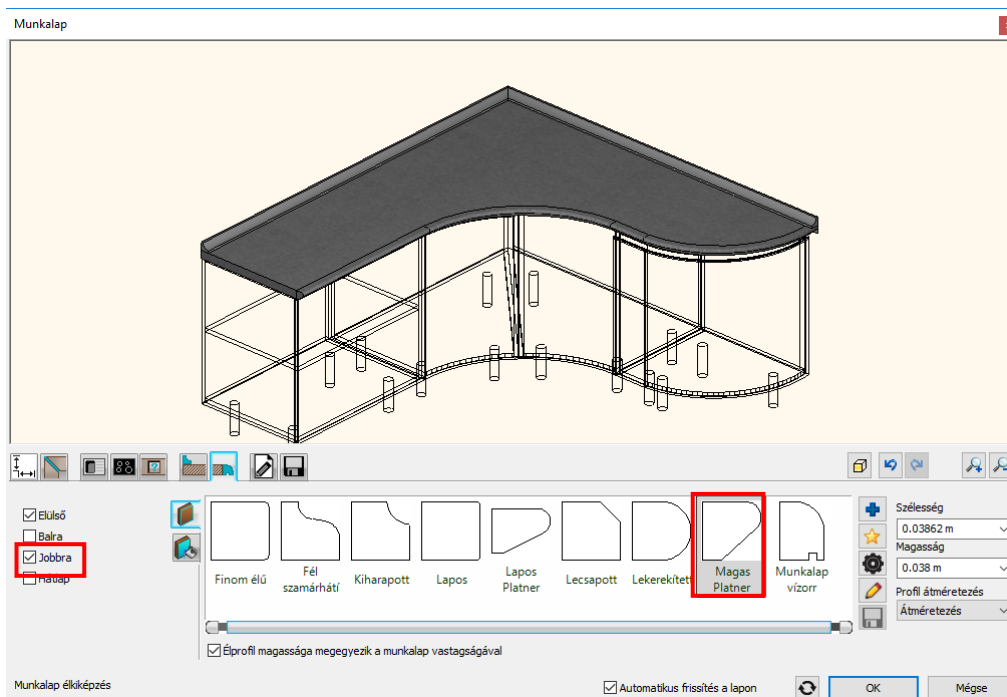 Munkalap
Elülső
Balra
Jobbra
Hátlap
Finom élű
Fél
szamárhátí
Kiharapott
Lapos
Lapos
Platner
Lecsapott
Lekerekített
Magas
Platner
Munkalap
vízorr
Szélesség
0.03862 m
Magasság
0.038 m
Profil átméretezés
Átméretezés
Élprofil magassága megegyezik a munkalap vastagságával
Munkalap élkiképzés
Automatikus frissítés a lapon
OK
Mégse